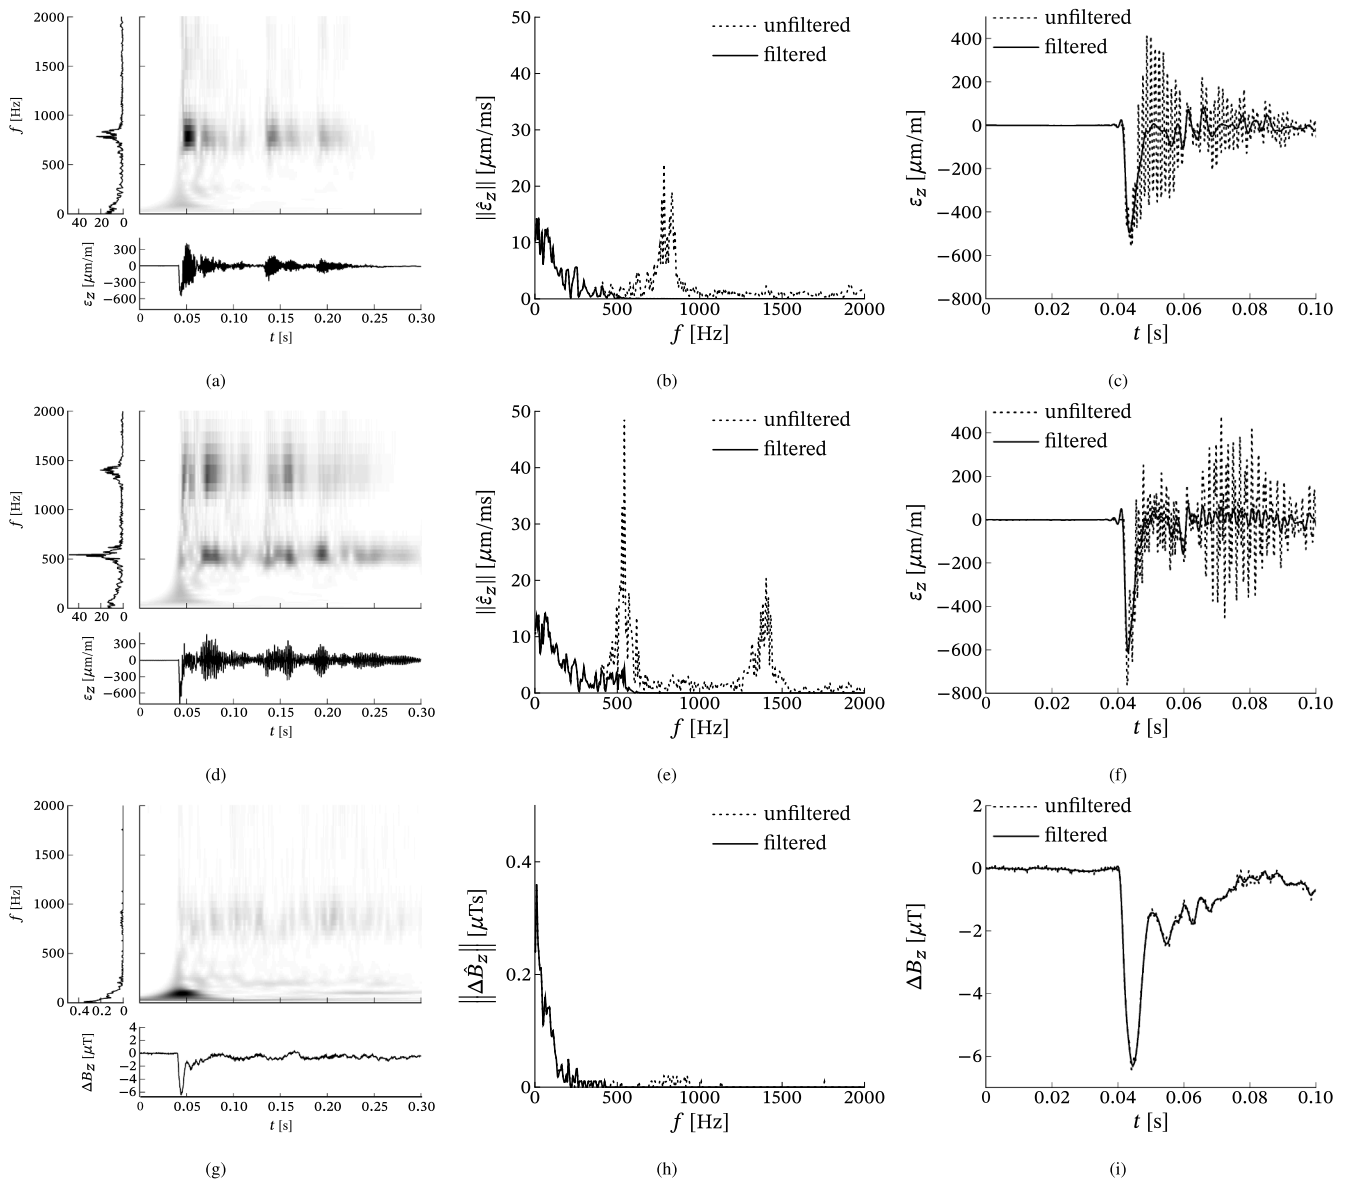 2000
1500
1000
500
0
f [Hz]
40 20 0
300
0
−300
−600
εz [μm/m]
0 0.05 0.10 0.15 0.20 0.25 0.30
t [s]
(a)
50
40
30
20
10
0
||ε̂z|| [μm/ms]
unfiltered
filtered
0 500 1000 1500 2000
f [Hz]
(b)
400
200
0
−200
−400
−600
−800
εz [μm/m]
unfiltered
filtered
0 0.02 0.04 0.06 0.08 0.10
t [s]
(c)
2000
1500
1000
500
0
f [Hz]
40 20 0
300
0
−300
−600
εz [μm/m]
0 0.05 0.10 0.15 0.20 0.25 0.30
t [s]
(d)
50
40
30
20
10
0
||ε̂z|| [μm/ms]
unfiltered
filtered
0 500 1000 1500 2000
f [Hz]
(e)
400
200
0
−200
−400
−600
−800
εz [μm/m]
unfiltered
filtered
0 0.02 0.04 0.06 0.08 0.10
t [s]
(f)
2000
1500
1000
500
0
f [Hz]
0.4 0.2 0
4
2
0
−2
−4
−6
ΔBz [μT]
0 0.05 0.10 0.15 0.20 0.25 0.30
t [s]
(g)
0.4
0.2
0
||ΔB̂z|| [μTs]
unfiltered
filtered
0 500 1000 1500 2000
f [Hz]
(h)
2
0
−2
−4
−6
ΔBz [μT]
unfiltered
filtered
0 0.02 0.04 0.06 0.08 0.10
t [s]
(i)